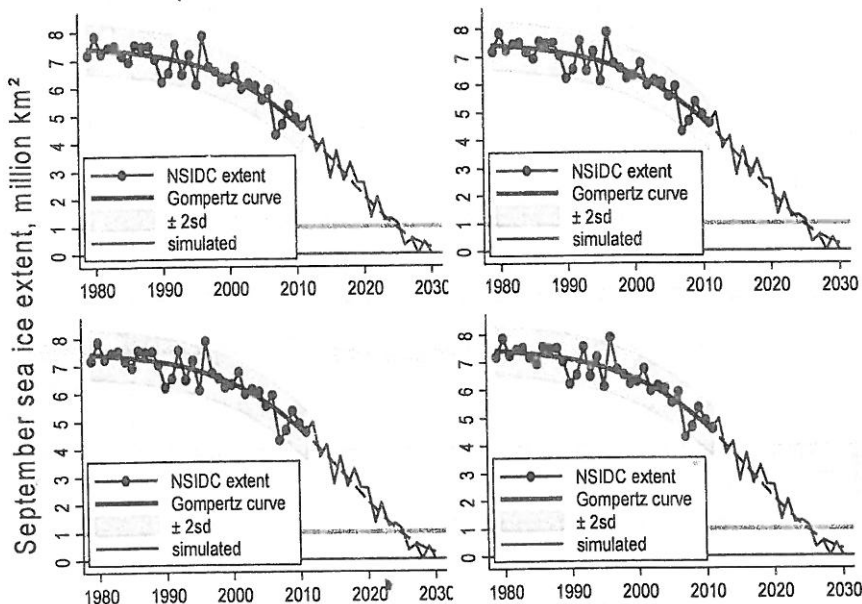 September sea ice extent, million km²
8
7
6
5
4
3
2
1
0
NSIDC extent
Gompertz curve
± 2sd
simulated
1980 1990 2000 2010 2020 2030
8
7
6
5
4
3
2
1
0
NSIDC extent
Gompertz curve
± 2sd
simulated
1980 1990 2000 2010 2020 2030
8
7
6
5
4
3
2
1
0
NSIDC extent
Gompertz curve
± 2sd
simulated
1980 1990 2000 2010 2020 2030
8
7
6
5
4
3
2
1
0
NSIDC extent
Gompertz curve
± 2sd
simulated
1980 1990 2000 2010 2020 2030